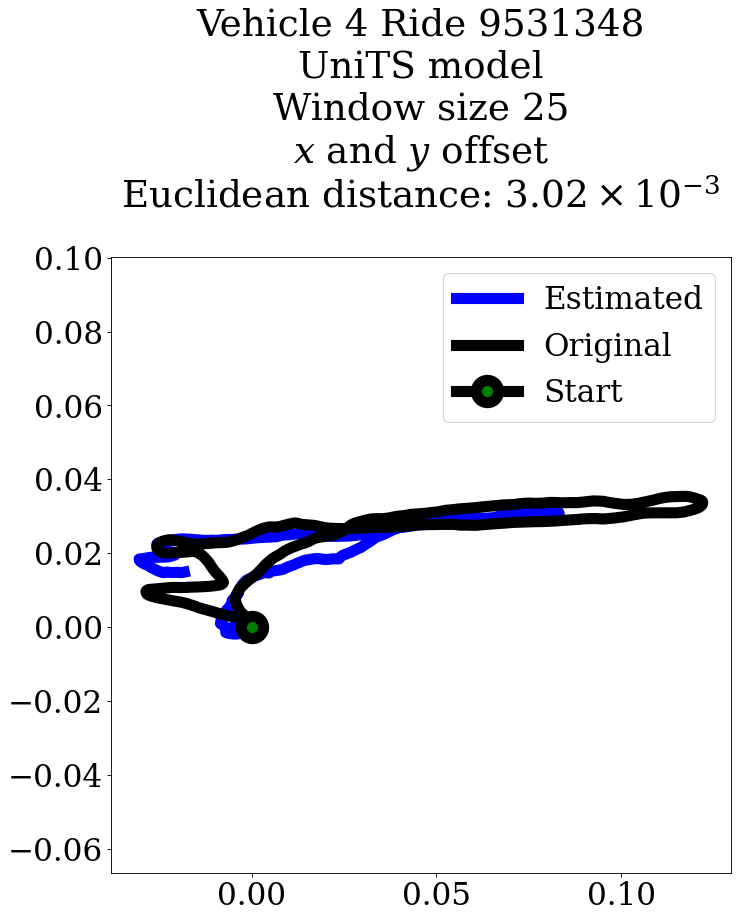 Vehicle 4 Ride 9531348
UniTS model
Window size 25
x and y offset
Euclidean distance: 3.02 × 10⁻³
0.10
Estimated
0.08
Original
0.06
Start
0.04
0.02
0.00
−0.02
−0.04
−0.06
0.00 0.05 0.10